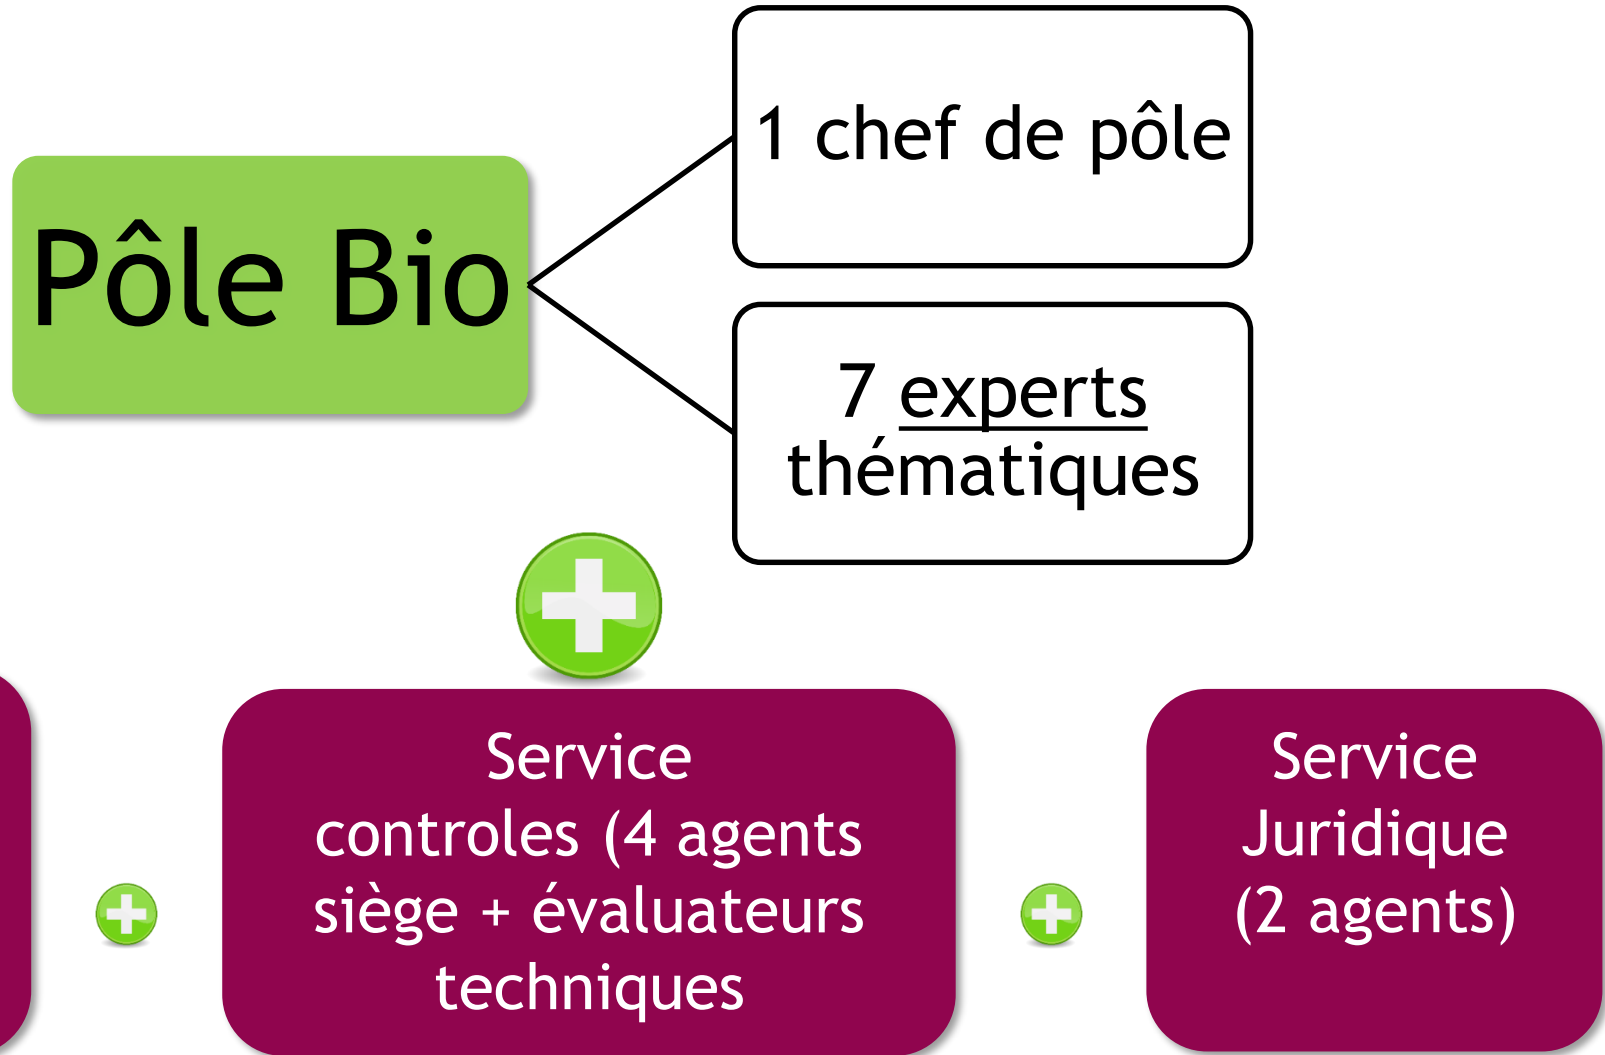 Pôle Bio
1 chef de pôle
7 experts
thématiques
Service
controles (4 agents
siège + évaluateurs
techniques
Service
Juridique
(2 agents)